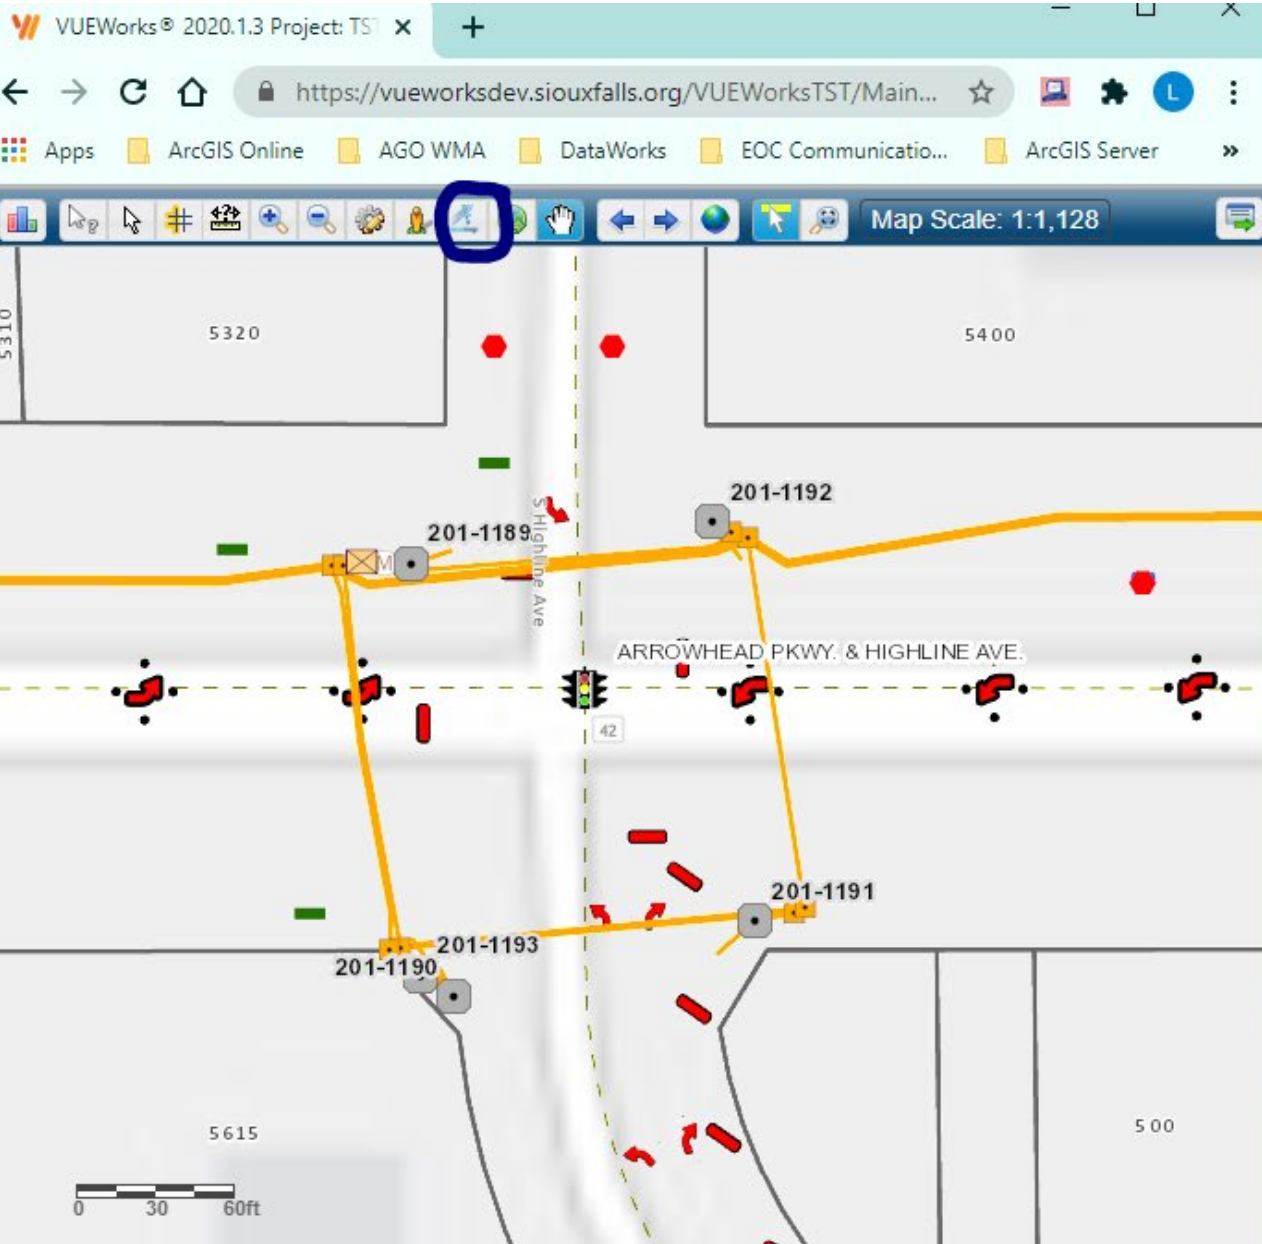 VUEWorks® 2020.1.3 Project: TST
https://vueworksdev.siouxfalls.org/VUEWorksTST/Main...
L
Apps ArcGIS Online AGO WMA DataWorks EOC Communicatio... ArcGIS Server »
Map Scale: 1:1,128
5310
5320
5400
201-1192
201-1189
M
S Highline Ave
ARROWHEAD PKWY. & HIGHLINE AVE.
42
201-1191
201-1193
201-1190
5615
500
0 30 60ft